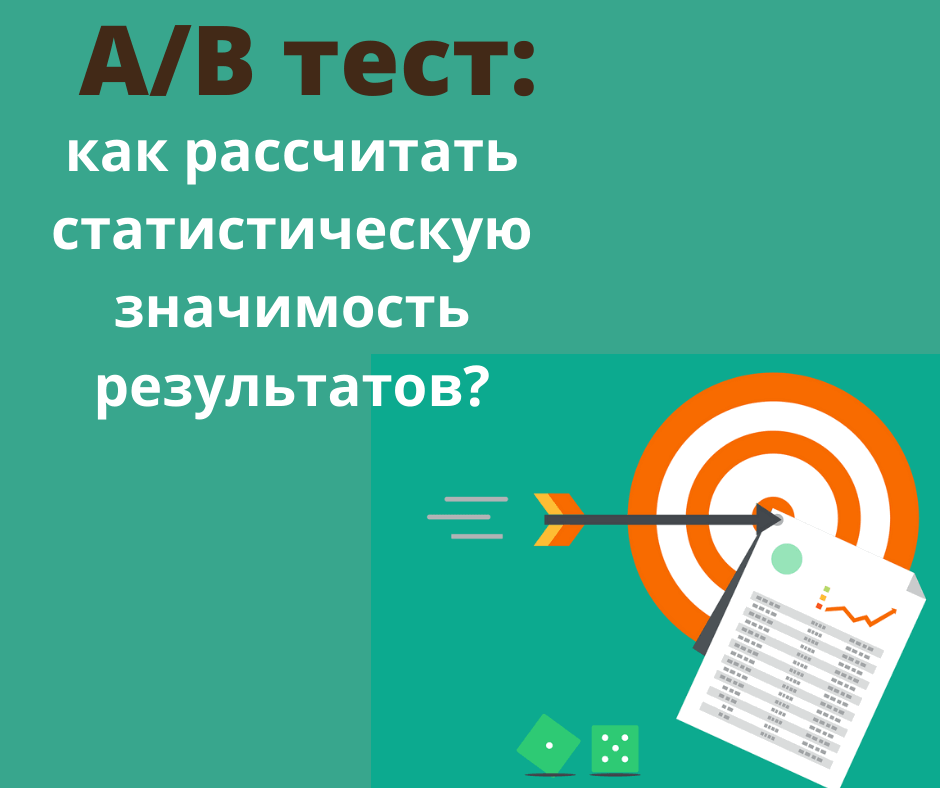 А/В тест:
как рассчитать
статистическую
значимость
результатов?